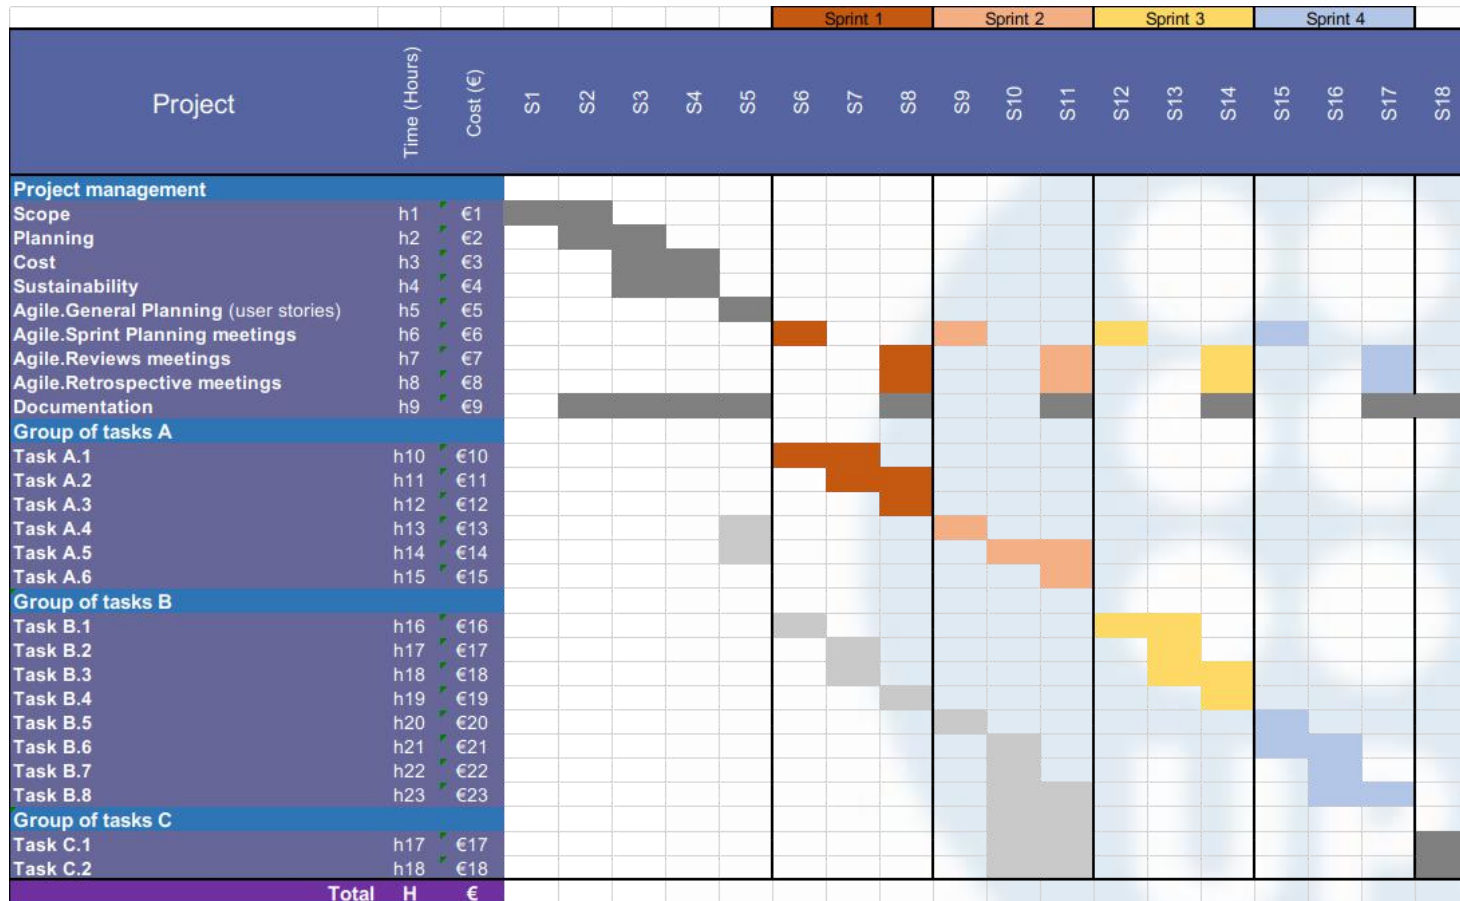 Sprint 1 Sprint 2 Sprint 3 Sprint 4
Project Time (Hours) Cost (€) S1 S2 S3 S4 S5 S6 S7 S8 S9 S10 S11 S12 S13 S14 S15 S16 S17 S18
Project management
Scope h1 €1
Planning h2 €2
Cost h3 €3
Sustainability h4 €4
Agile.General Planning (user stories) h5 €5
Agile.Sprint Planning meetings h6 €6
Agile.Reviews meetings h7 €7
Agile.Retrospective meetings h8 €8
Documentation h9 €9
Group of tasks A
Task A.1 h10 €10
Task A.2 h11 €11
Task A.3 h12 €12
Task A.4 h13 €13
Task A.5 h14 €14
Task A.6 h15 €15
Group of tasks B
Task B.1 h16 €16
Task B.2 h17 €17
Task B.3 h18 €18
Task B.4 h19 €19
Task B.5 h20 €20
Task B.6 h21 €21
Task B.7 h22 €22
Task B.8 h23 €23
Group of tasks C
Task C.1 h17 €17
Task C.2 h18 €18
Total H €